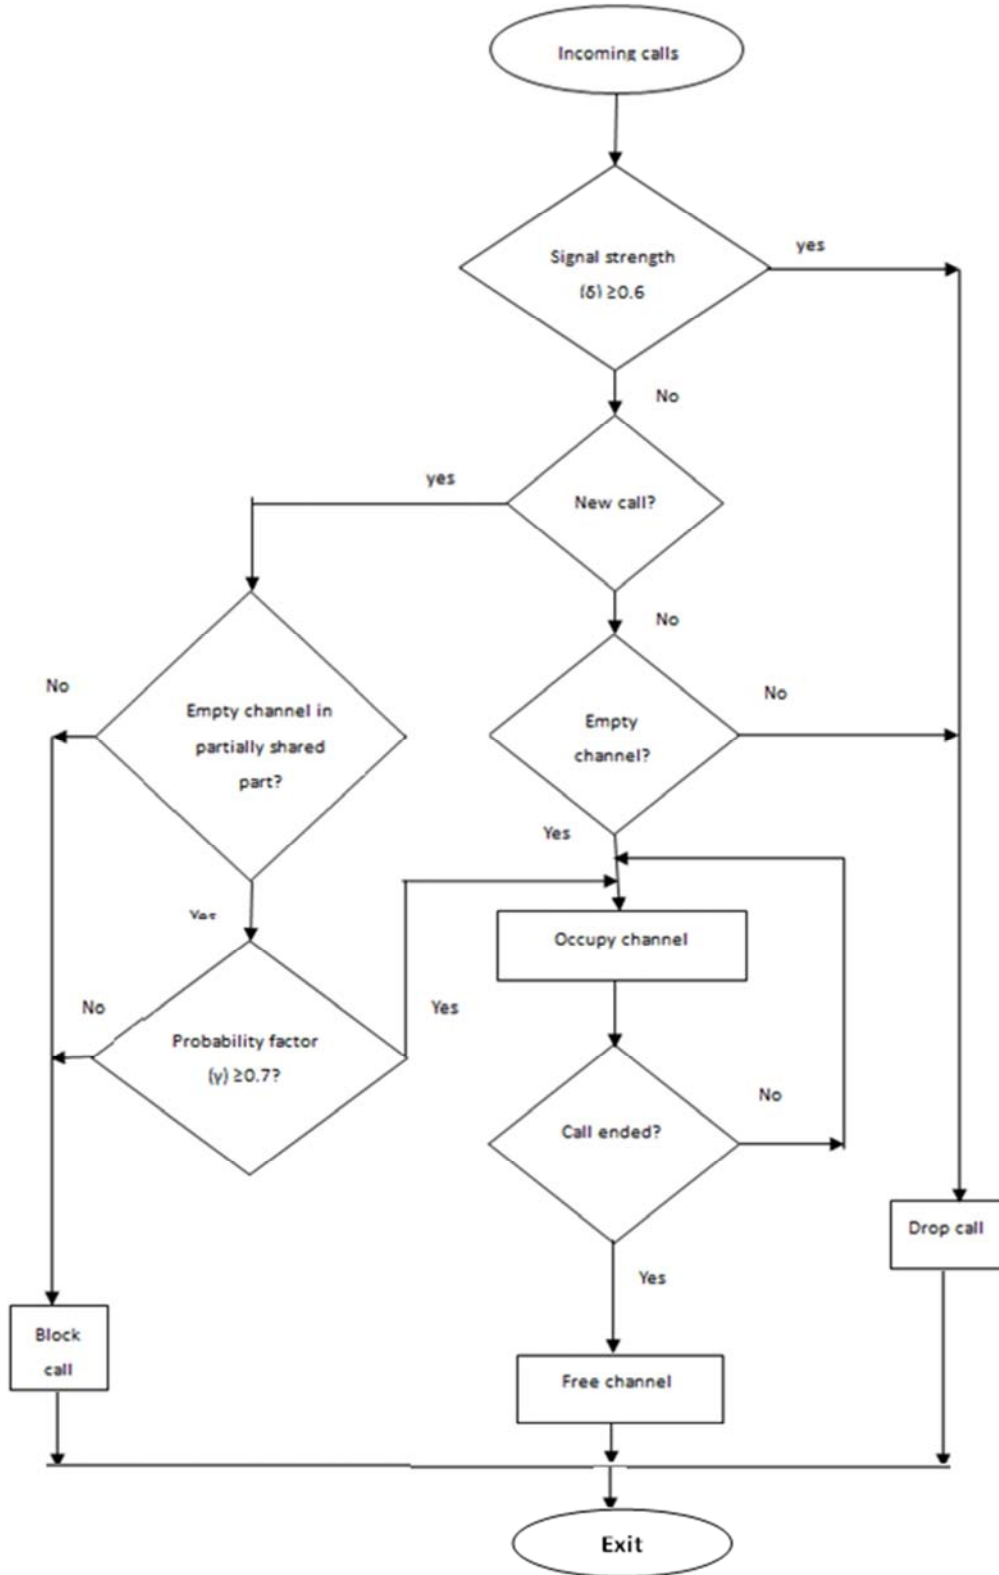 Incoming calls
Signal strength
(δ) ≥0.6
yes
No
New call?
yes
No
Empty
channel?
No
Yes
Empty channel in
partially shared
part?
No
Yes
Probability factor
(γ) ≥0.7?
No
Yes
Occupy channel
Call ended?
No
Yes
Drop call
Block
call
Free channel
Exit